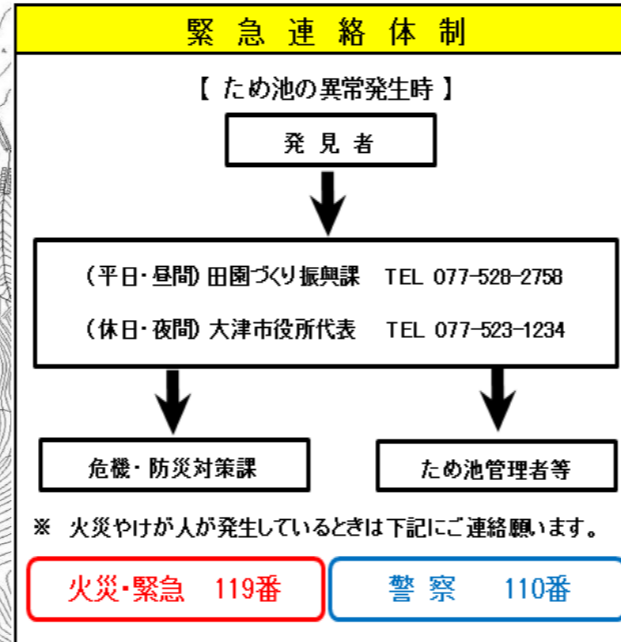 緊急連絡体制
【 ため池の異常発生時 】
発見者
（平日・昼間）田園づくり振興課 TEL 077-528-2758
（休日・夜間）大津市役所代表 TEL 077-523-1234
危機・防災対策課
ため池管理者等
※ 火災やけが人が発生しているときは下記にご連絡願います。
火災・緊急 119番
警察 110番